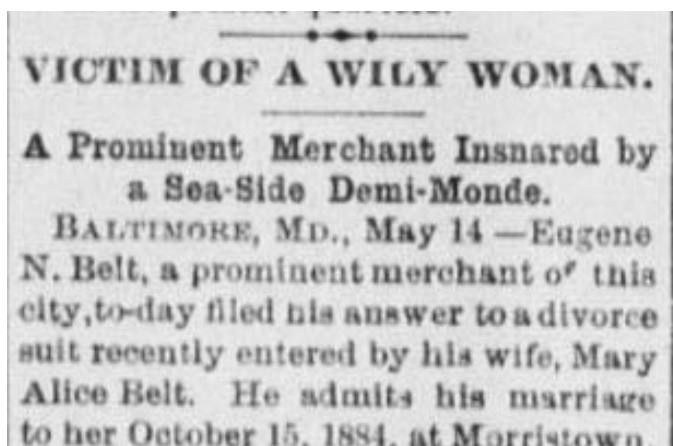 VICTIM OF A WILY WOMAN.
A Prominent Merchant Insnared by
a Sea-Side Demi-Monde.
BALTIMORE, MD., May 14 —Eugene
N. Belt, a prominent merchant of this
city,to-day filed his answer to a divorce
suit recently entered by his wife, Mary
Alice Belt. He admits his marriage
to her October 15, 1884, at Morristown,